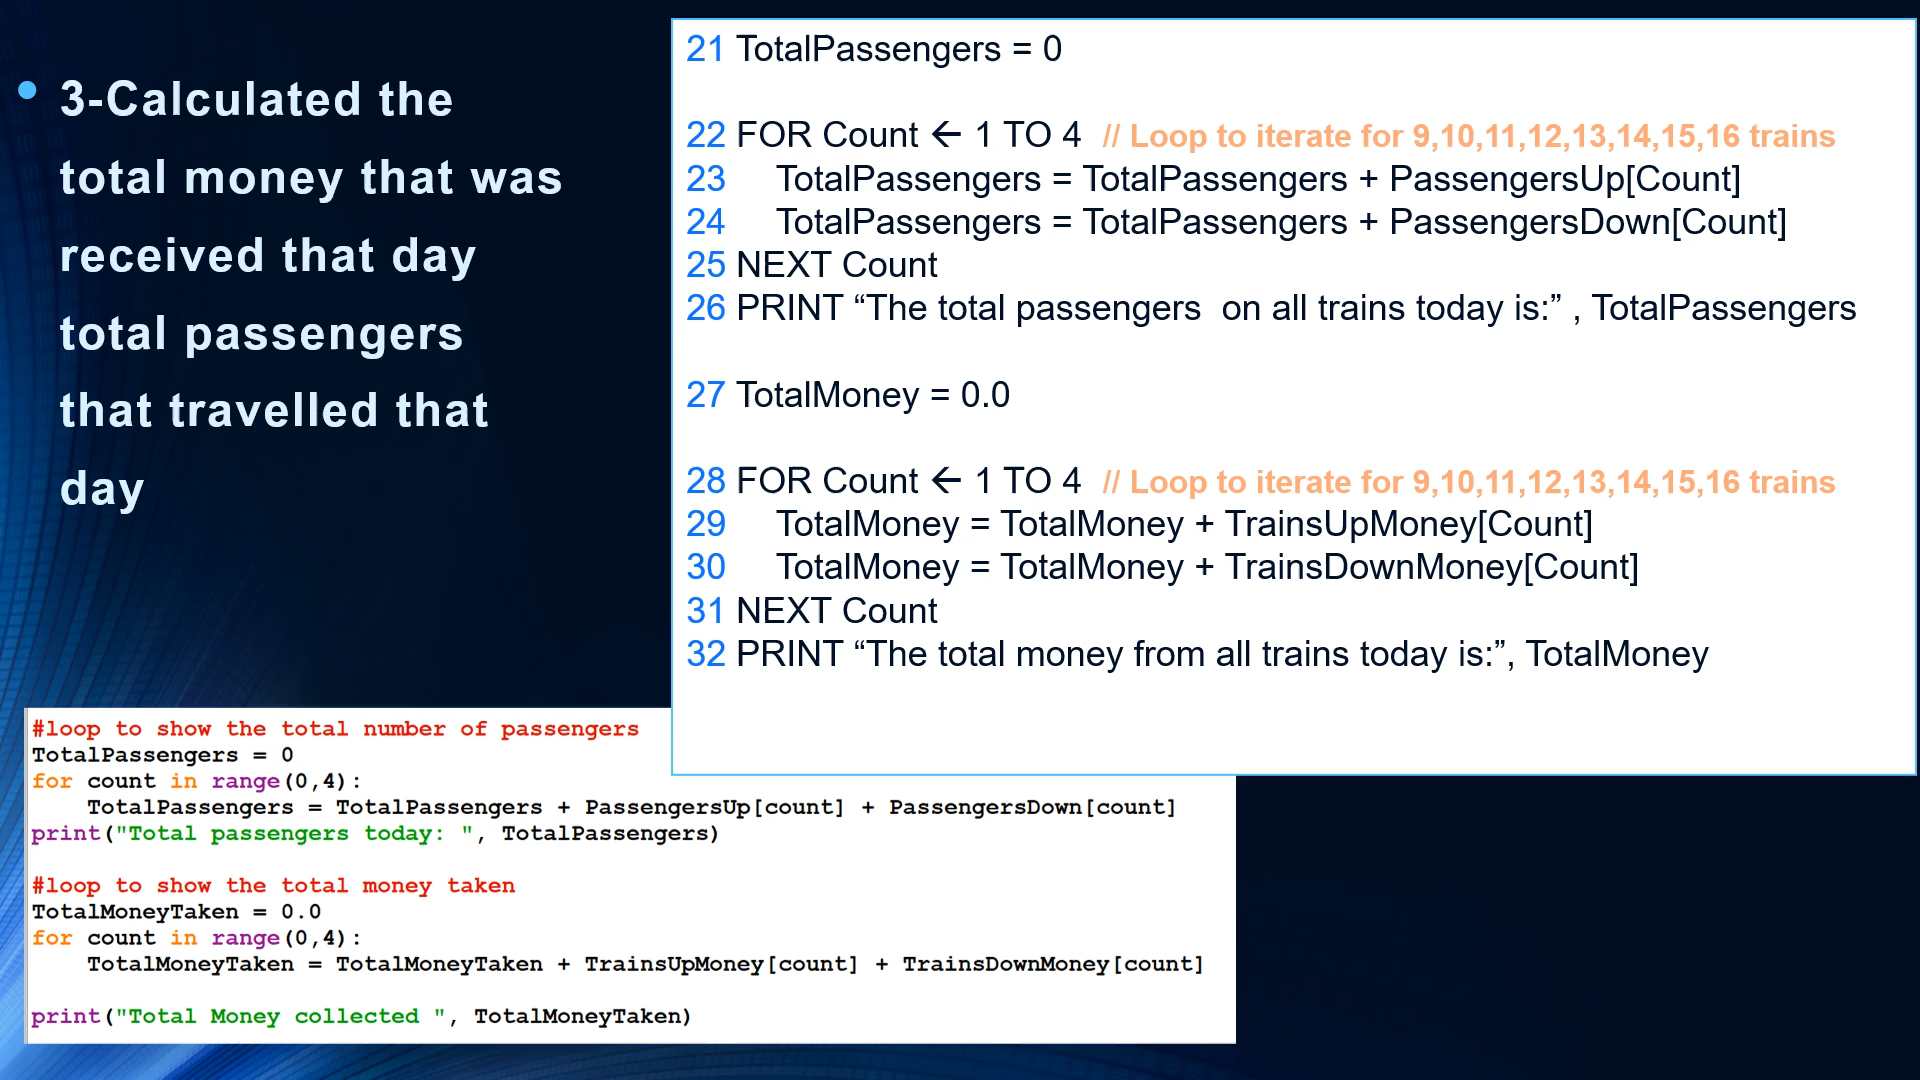 • 3-Calculated the
total money that was
received that day
total passengers
that travelled that
day
21 TotalPassengers = 0
22 FOR Count ← 1 TO 4 // Loop to iterate for 9,10,11,12,13,14,15,16 trains
23 TotalPassengers = TotalPassengers + PassengersUp[Count]
24 TotalPassengers = TotalPassengers + PassengersDown[Count]
25 NEXT Count
26 PRINT “The total passengers  on all trains today is:” , TotalPassengers
27 TotalMoney = 0.0
28 FOR Count ← 1 TO 4 // Loop to iterate for 9,10,11,12,13,14,15,16 trains
29 TotalMoney = TotalMoney + TrainsUpMoney[Count]
30 TotalMoney = TotalMoney + TrainsDownMoney[Count]
31 NEXT Count
32 PRINT “The total money from all trains today is:”, TotalMoney
#loop to show the total number of passengers
TotalPassengers = 0
for count in range(0,4):
    TotalPassengers = TotalPassengers + PassengersUp[count] + PassengersDown[count]
print("Total passengers today: ", TotalPassengers)
#loop to show the total money taken
TotalMoneyTaken = 0.0
for count in range(0,4):
    TotalMoneyTaken = TotalMoneyTaken + TrainsUpMoney[count] + TrainsDownMoney[count]
print("Total Money collected ", TotalMoneyTaken)